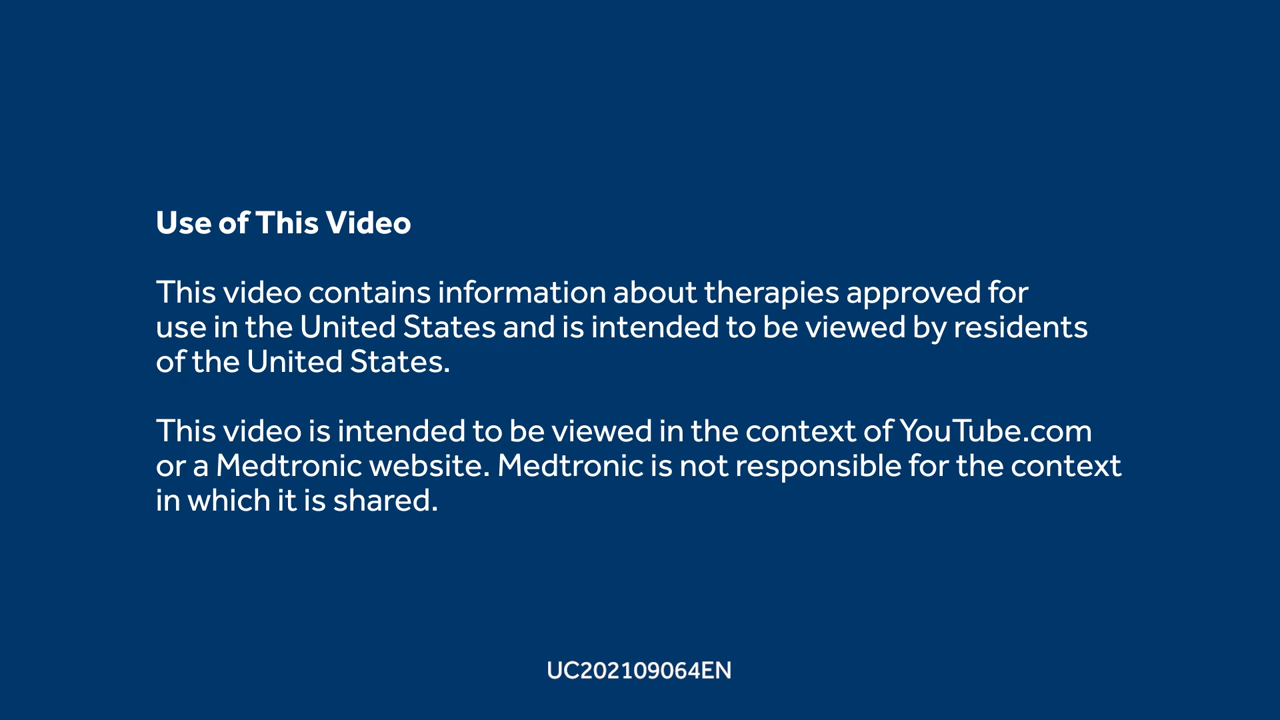 Use of This Video
This video contains information about therapies approved for
use in the United States and is intended to be viewed by residents
of the United States.
This video is intended to be viewed in the context of YouTube.com
or a Medtronic website. Medtronic is not responsible for the context
in which it is shared.
UC202109064EN